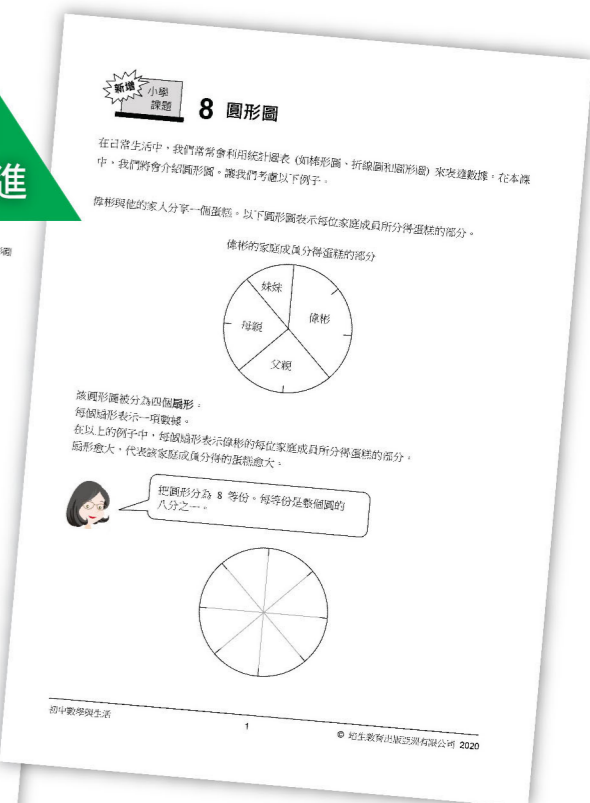 進
新增
小學
課題
8 圓形圖
在日常生活中，我們常常會利用統計圖表 (如棒形圖、折線圖和圓形圖) 來表達數據。在本課
中，我們將會介紹圓形圖。讓我們考慮以下例子。
偉彬與他的家人分享一個蛋糕。以下圓形圖表示每位家庭成員所分得蛋糕的部分。
偉彬的家庭成員分得蛋糕的部分
妹妹
偉彬
母親
父親
該圓形圖被分為四個扇形。
每個扇形表示一項數據。
在以上的例子中，每個扇形表示偉彬的每位家庭成員所分得蛋糕的部分。
扇形愈大，代表該家庭成員分得的蛋糕愈大。
把圓形分為 8 等份。每等份是整個圓的
八分之一。
初中數學與生活
1
© 培生教育出版亞洲有限公司 2020